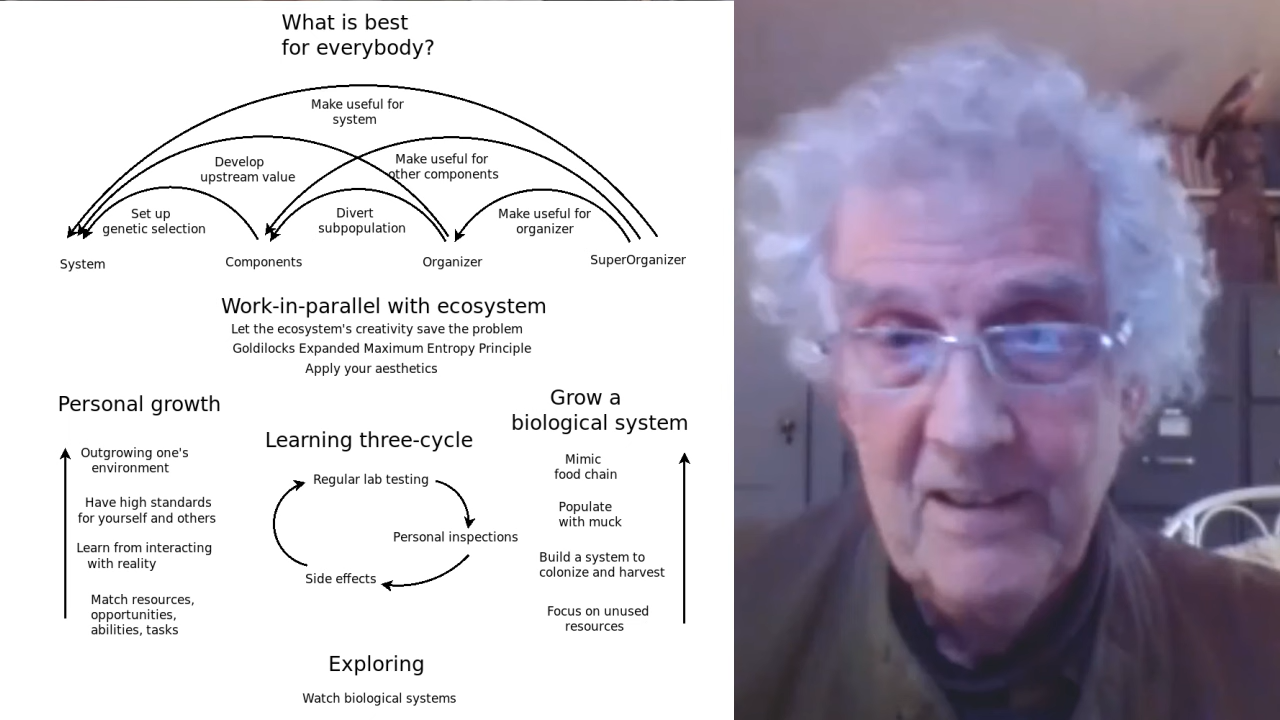 What is best
for everybody?
Make useful for
system
Develop
upstream value
Make useful for
other components
Set up
genetic selection
Divert
subpopulation
Make useful for
organizer
System
Components
Organizer
SuperOrganizer
Work-in-parallel with ecosystem
Let the ecosystem's creativity save the problem
Goldilocks Expanded Maximum Entropy Principle
Apply your aesthetics
Personal growth
Outgrowing one's
environment
Have high standards
for yourself and others
Learn from interacting
with reality
Match resources,
opportunities,
abilities, tasks
Learning three-cycle
Regular lab testing
Personal inspections
Side effects
Grow a
biological system
Mimic
food chain
Populate
with muck
Build a system to
colonize and harvest
Focus on unused
resources
Exploring
Watch biological systems